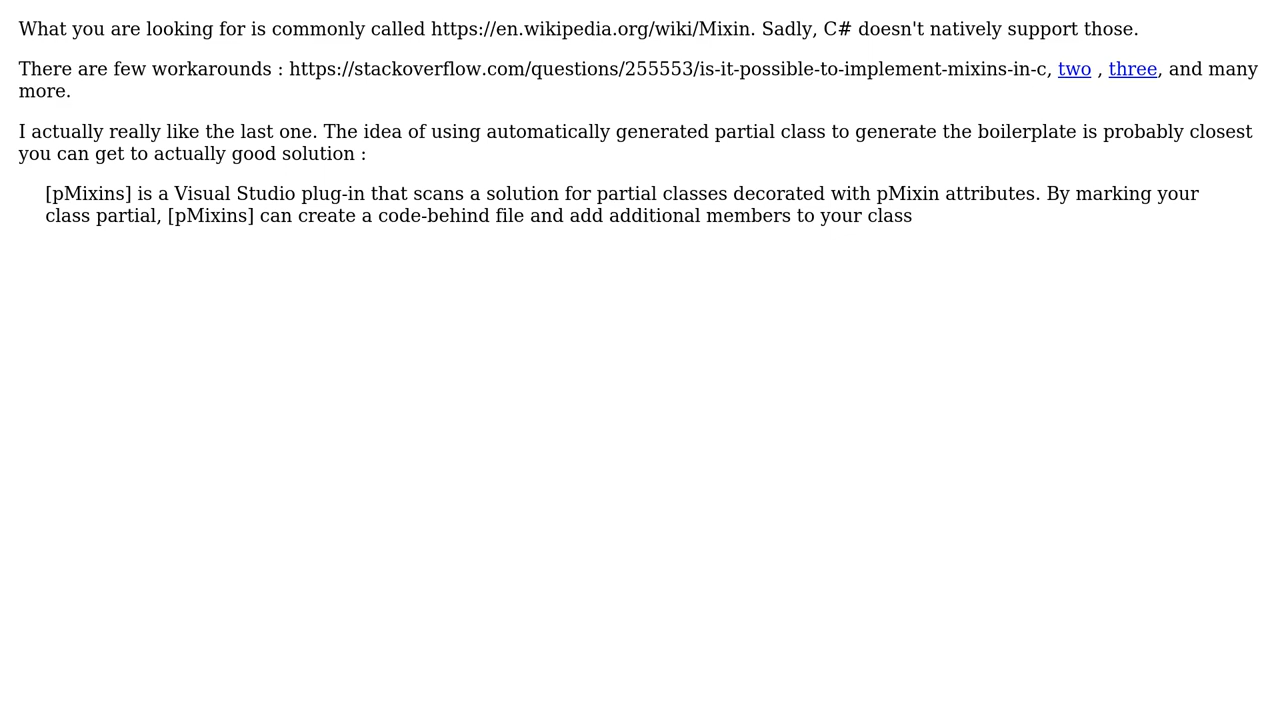 What you are looking for is commonly called https://en.wikipedia.org/wiki/Mixin. Sadly, C# doesn't natively support those.
There are few workarounds : https://stackoverflow.com/questions/255553/is-it-possible-to-implement-mixins-in-c, two , three, and many
more.
I actually really like the last one. The idea of using automatically generated partial class to generate the boilerplate is probably closest
you can get to actually good solution :
[pMixins] is a Visual Studio plug-in that scans a solution for partial classes decorated with pMixin attributes. By marking your
class partial, [pMixins] can create a code-behind file and add additional members to your class